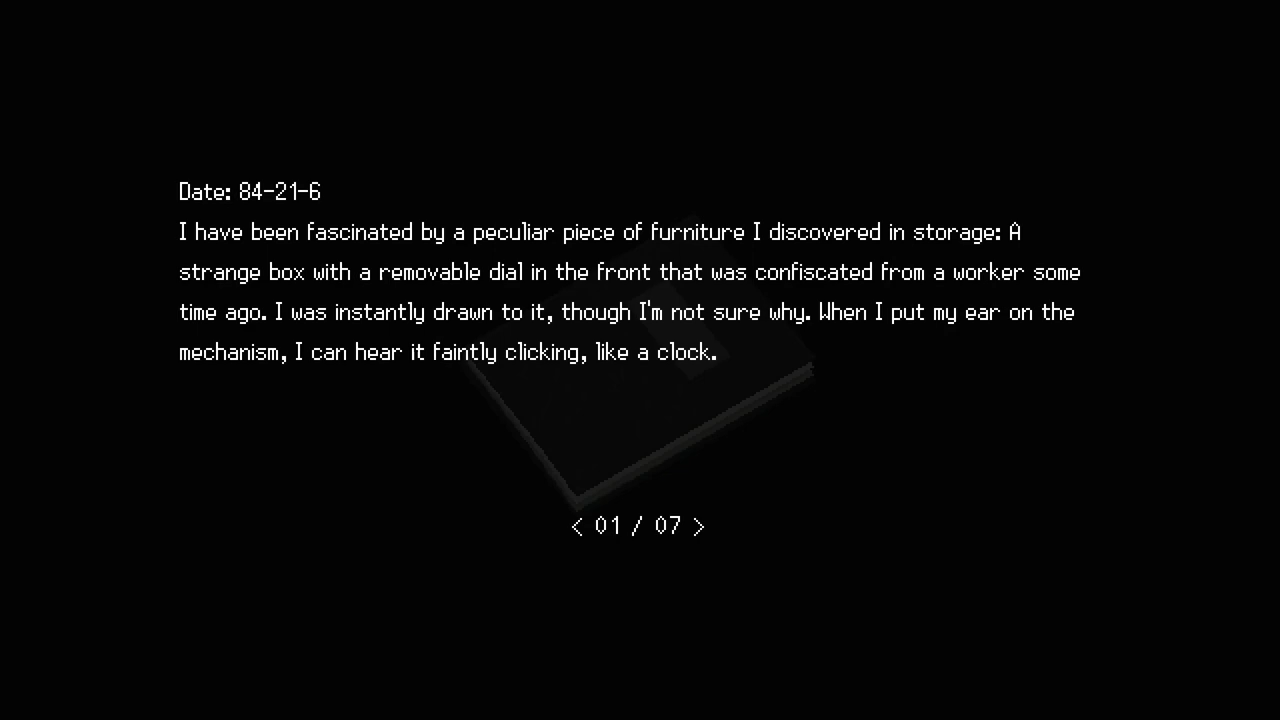 Date: 84-21-6
I have been fascinated by a peculiar piece of furniture I discovered in storage: A
strange box with a removable dial in the front that was confiscated from a worker some
time ago. I was instantly drawn to it, though I'm not sure why. When I put my ear on the
mechanism, I can hear it faintly clicking, like a clock.
< 01 / 07 >